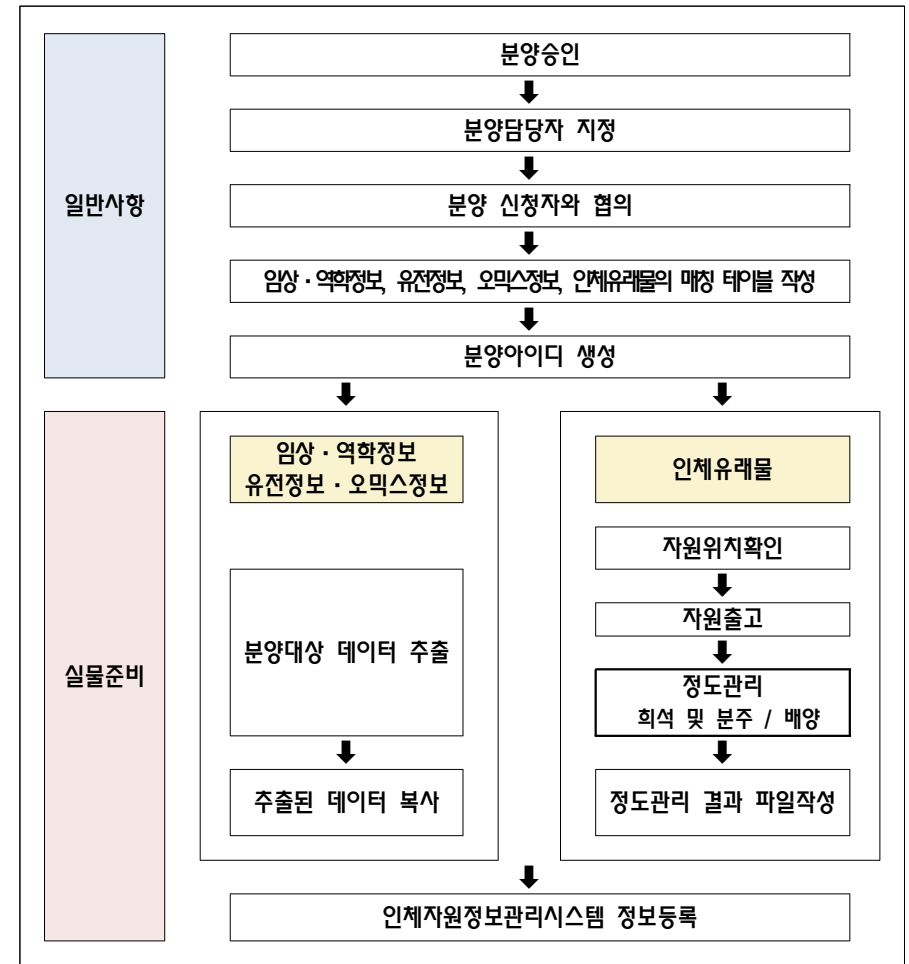 일반사항
분양승인
분양담당자 지정
분양 신청자와 협의
임상·역학정보, 유전정보, 오믹스정보, 인체유래물의 매칭 테이블 작성
분양아이디 생성
실물준비
임상·역학정보
유전정보·오믹스정보
분양대상 데이터 추출
추출된 데이터 복사
인체유래물
자원위치확인
자원출고
정도관리
희석 및 분주 / 배양
정도관리 결과 파일작성
인체자원정보관리시스템 정보등록